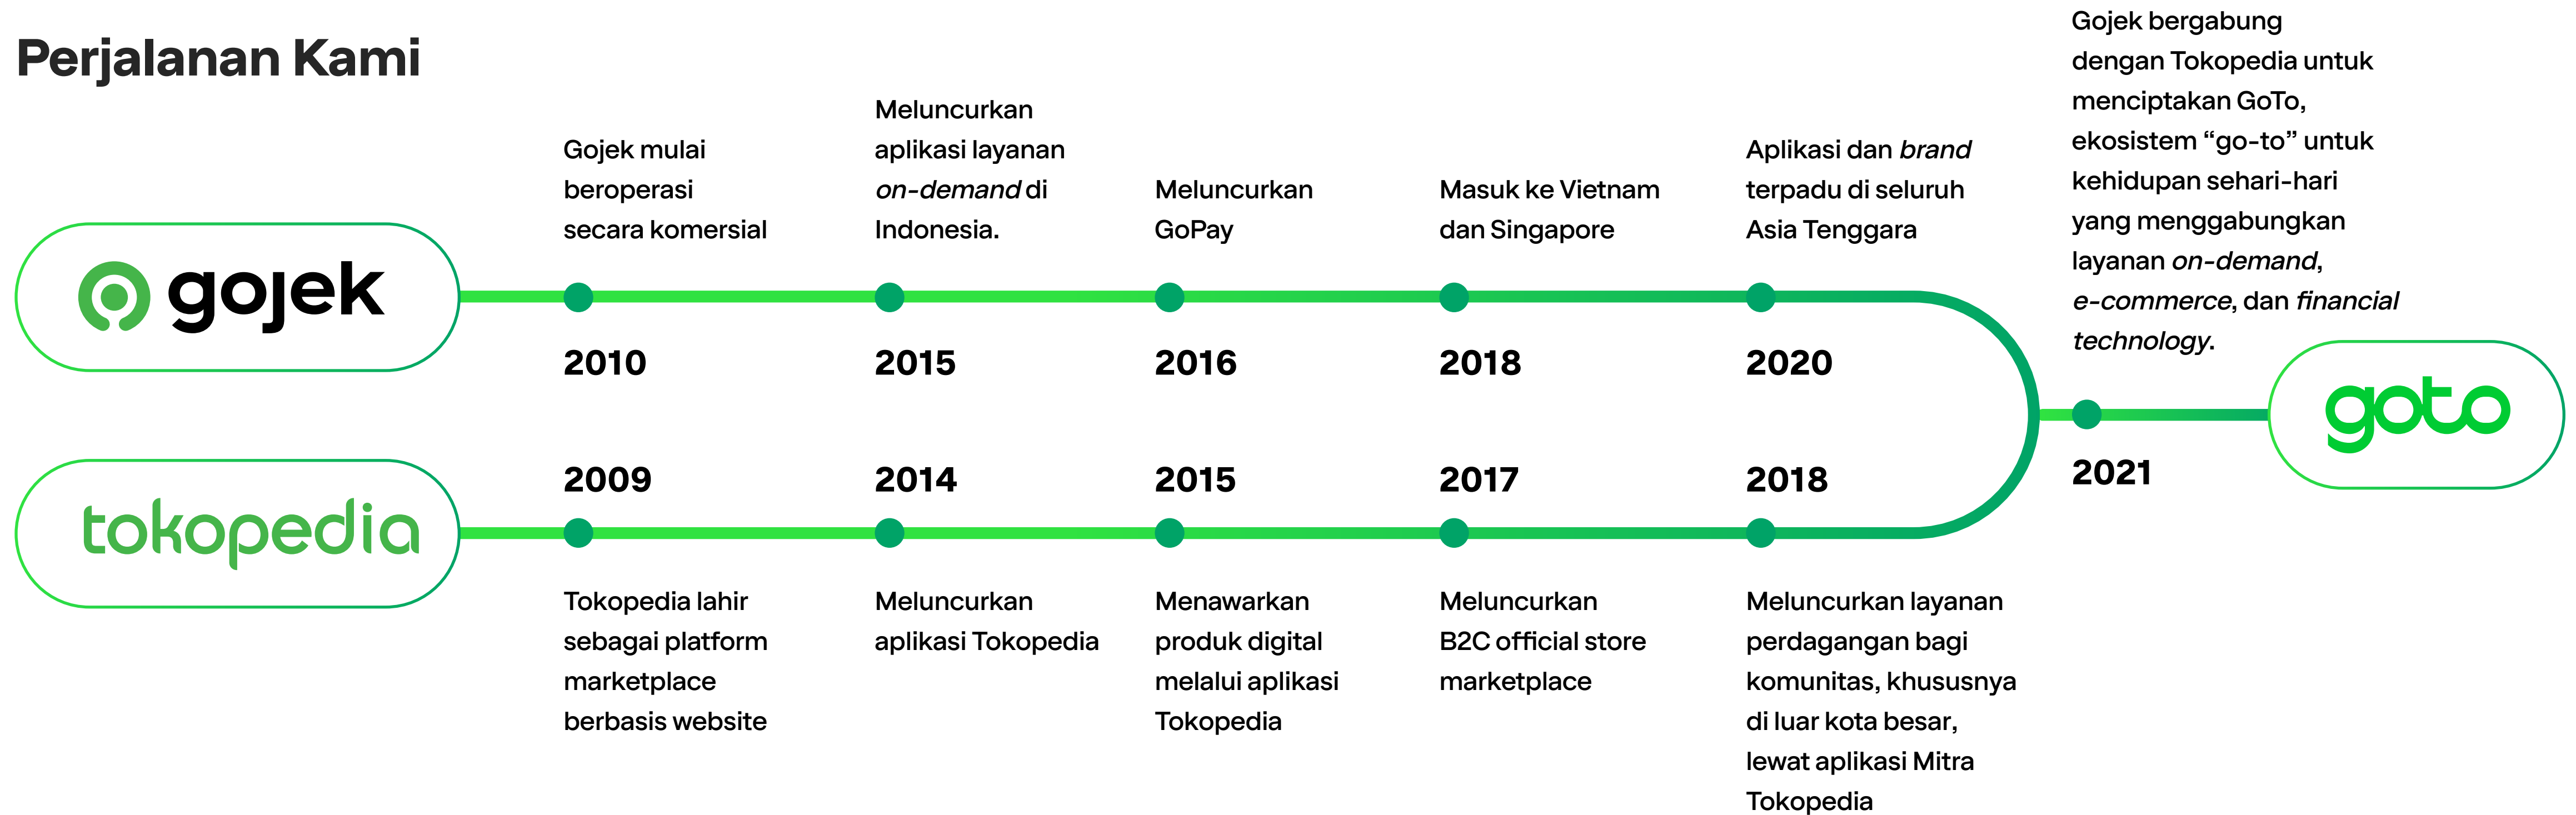 Perjalanan Kami
gojek
Gojek mulai
beroperasi
secara komersial
2010
Meluncurkan
aplikasi layanan
on-demand di
Indonesia.
2015
Meluncurkan
GoPay
2016
Masuk ke Vietnam
dan Singapore
2018
Aplikasi dan brand
terpadu di seluruh
Asia Tenggara
2020
tokopedia
2009
Tokopedia lahir
sebagai platform
marketplace
berbasis website
2014
Meluncurkan
aplikasi Tokopedia
2015
Menawarkan
produk digital
melalui aplikasi
Tokopedia
2017
Meluncurkan
B2C official store
marketplace
2018
Meluncurkan layanan
perdagangan bagi
komunitas, khususnya
di luar kota besar,
lewat aplikasi Mitra
Tokopedia
Gojek bergabung
dengan Tokopedia untuk
menciptakan GoTo,
ekosistem “go-to” untuk
kehidupan sehari-hari
yang menggabungkan
layanan on-demand,
e-commerce, dan financial
technology.
2021
goto